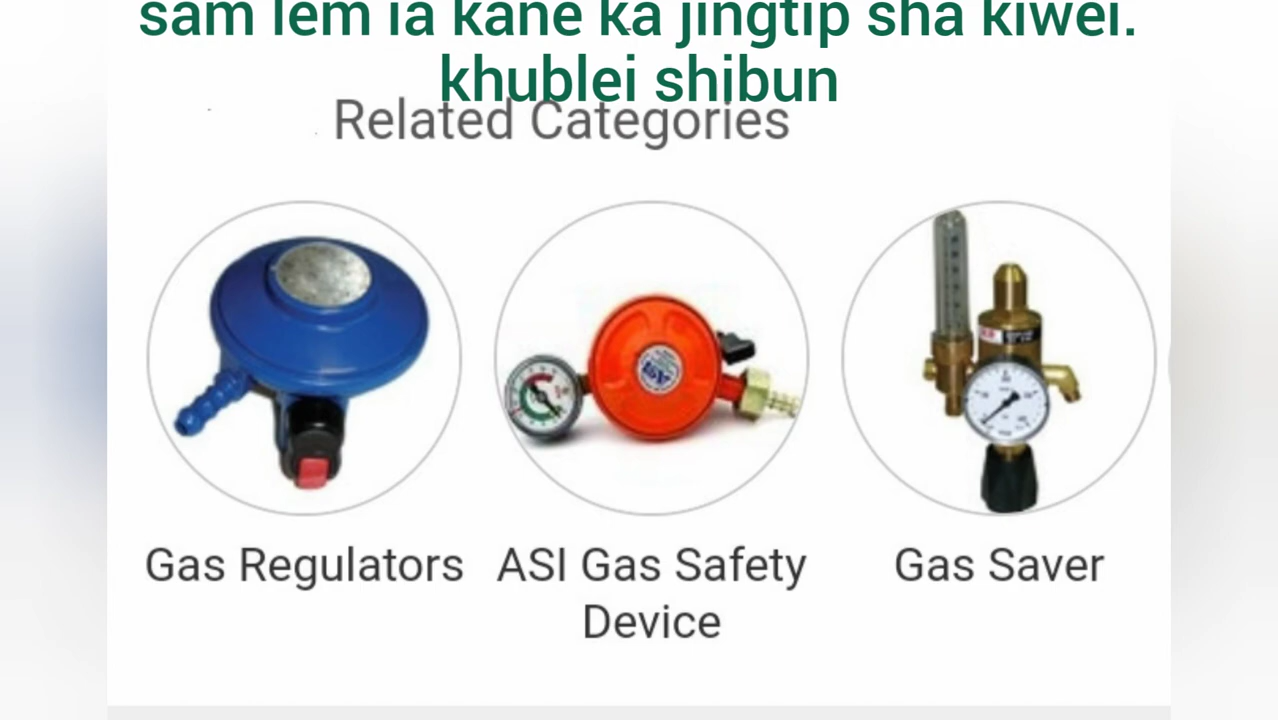 sam lem ia kane ka jingtip sha kiwei.
khublei shibun
Related Categories
Gas Regulators
ASI Gas Safety
Device
Gas Saver